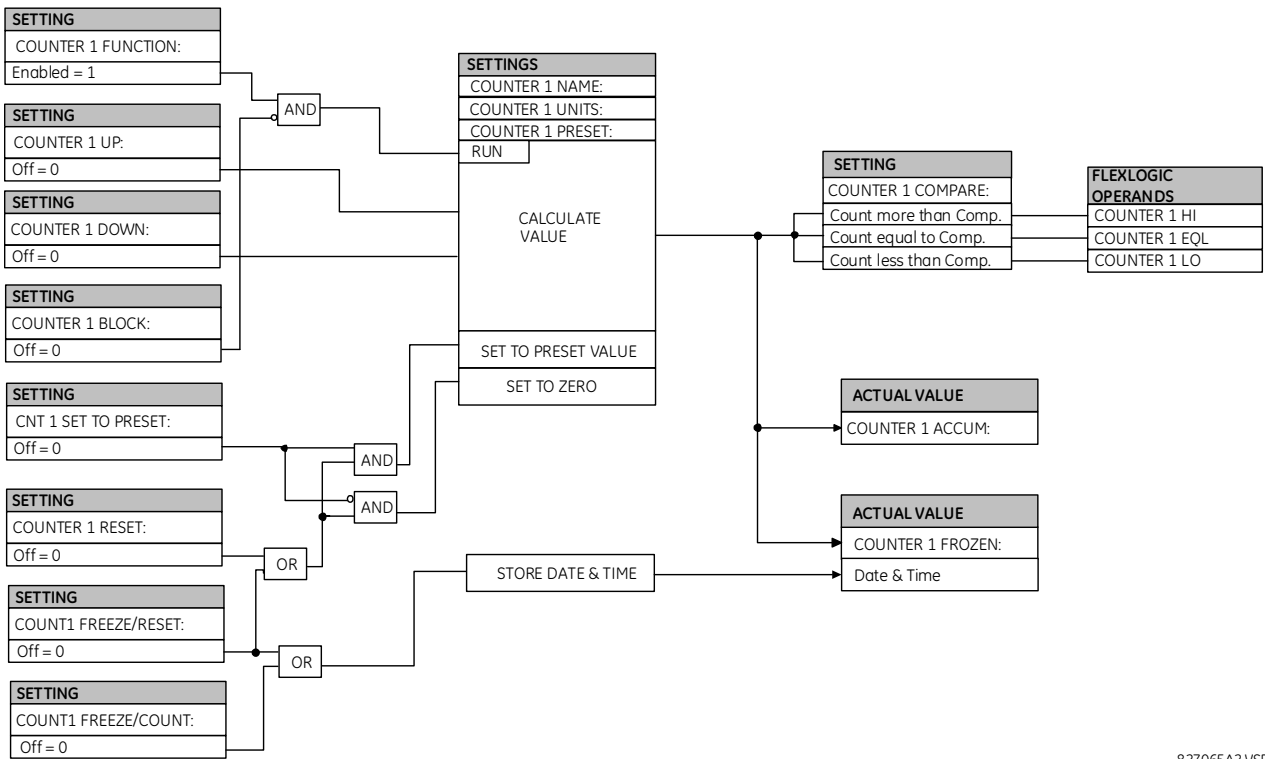 SETTING
COUNTER 1 FUNCTION:
Enabled = 1
SETTING
COUNTER 1 UP:
Off = 0
SETTING
COUNTER 1 DOWN:
Off = 0
SETTING
COUNTER 1 BLOCK:
Off = 0
SETTING
CNT 1 SET TO PRESET:
Off = 0
SETTING
COUNTER 1 RESET:
Off = 0
SETTING
COUNT1 FREEZE/RESET:
Off = 0
SETTING
COUNT1 FREEZE/COUNT:
Off = 0
AND
AND
AND
OR
OR
SETTINGS
COUNTER 1 NAME:
COUNTER 1 UNITS:
COUNTER 1 PRESET:
RUN
CALCULATE
VALUE
SET TO PRESET VALUE
SET TO ZERO
STORE DATE & TIME
SETTING
COUNTER 1 COMPARE:
Count more than Comp.
Count equal to Comp.
Count less than Comp.
FLEXLOGIC
OPERANDS
COUNTER 1 HI
COUNTER 1 EQL
COUNTER 1 LO
ACTUAL VALUE
COUNTER 1 ACCUM:
ACTUAL VALUE
COUNTER 1 FROZEN:
Date & Time